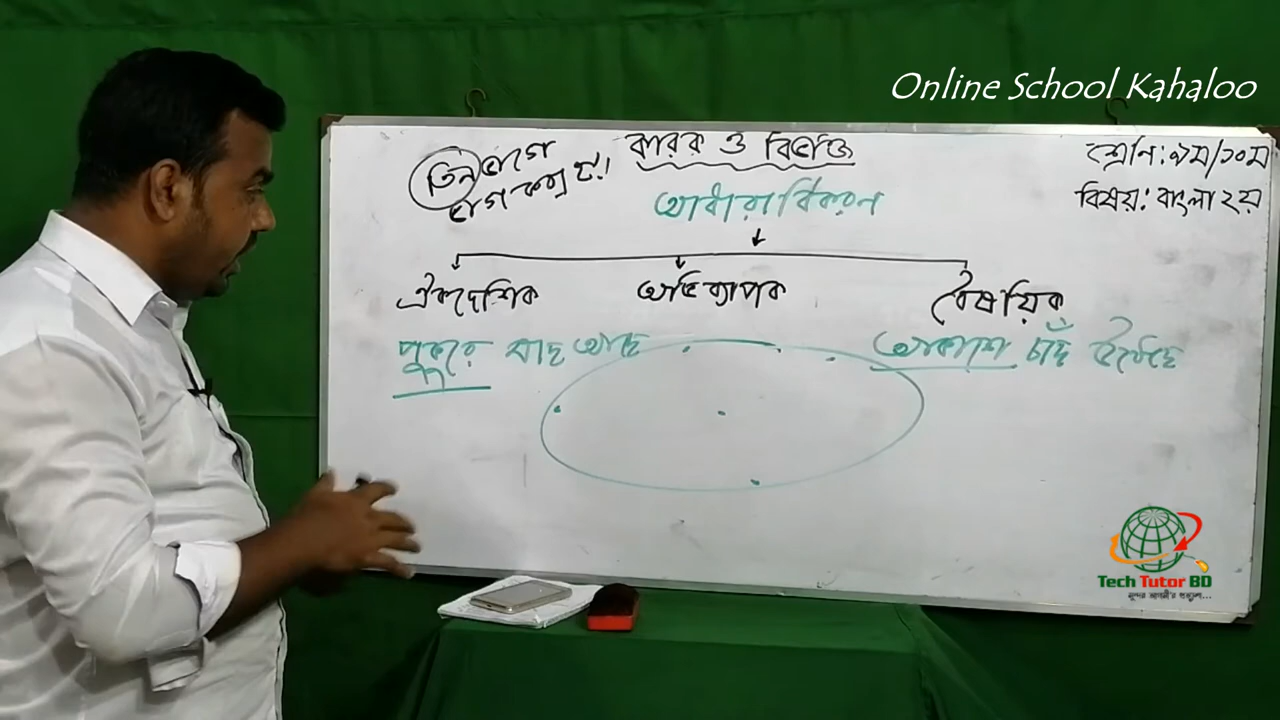 Online School Kahaloo
কারক ও বিভক্তি
তিন ভাগে
ভাগ করা হয়।
শ্রেণি: ৯ম/১০ম
বিষয়: বাংলা ২য়
আধারাধিকরণ
ঐকদেশিক অভিব্যাপক বৈষয়িক
পুকুরে মাছ আছে আকাশে চাঁদ উঠেছে
Tech Tutor BD